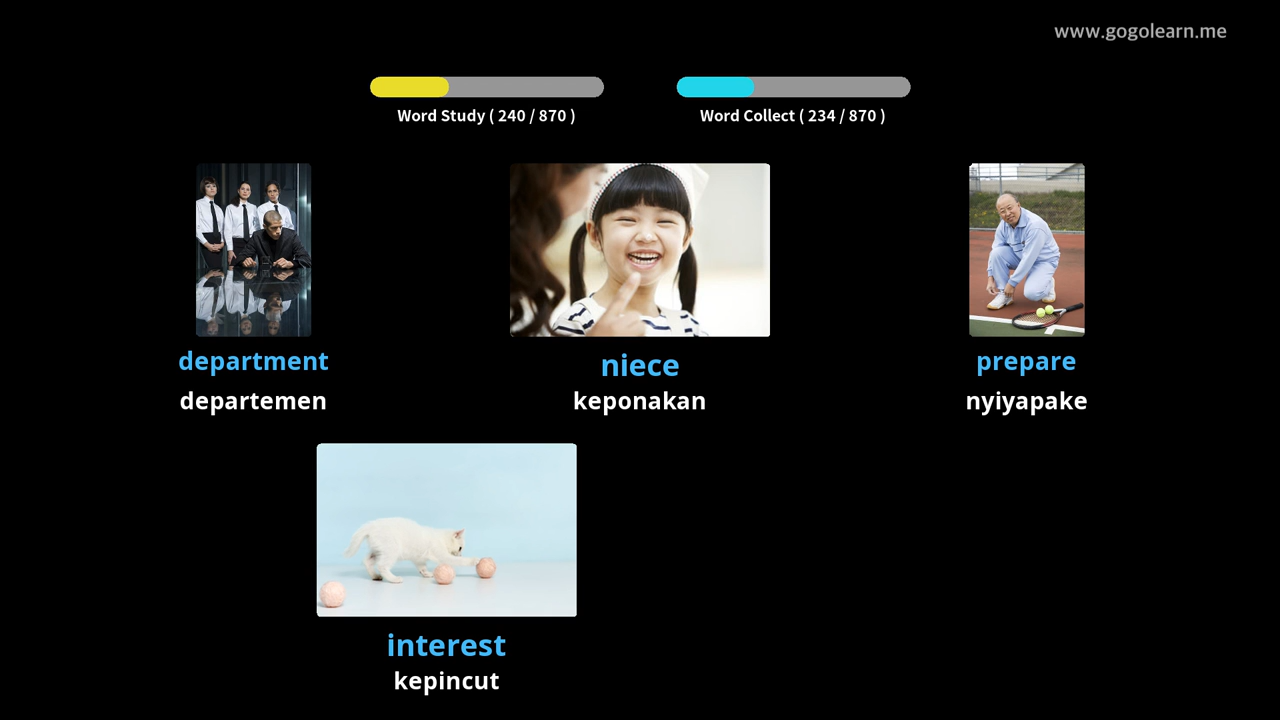 www.gogolearn.me
Word Study ( 240 / 870 )
Word Collect ( 234 / 870 )
department
departemen
niece
keponakan
prepare
nyiyapake
interest
kepincut